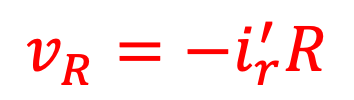 v_R = −i′_r R